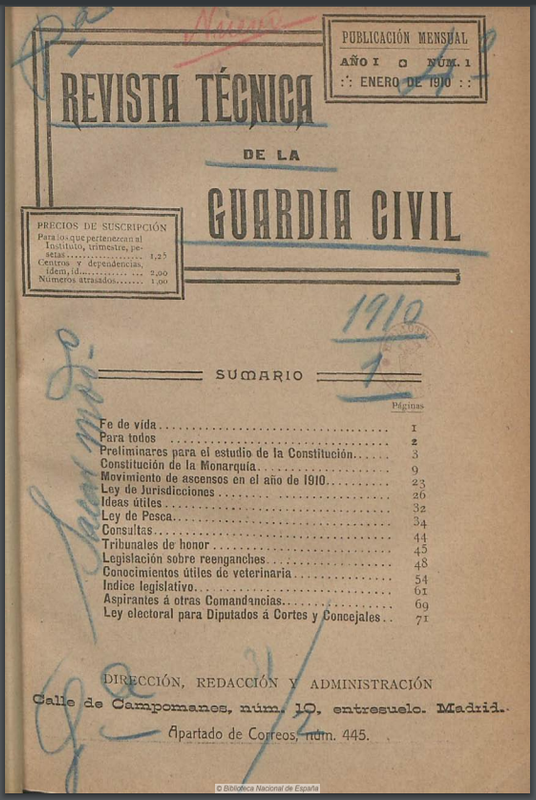 Nueva
PUBLICACIÓN MENSUAL
AÑO I NÚM. 1
ENERO DE 1910
REVISTA TÉCNICA
DE LA
GUARDIA CIVIL
PRECIOS DE SUSCRIPCIÓN
Para los que pertenezcan al
Instituto, trimestre, pe-
setas.................. 1,25
Centros y dependencias,
ídem, id............ ... 2,00
Números atrasados....... 1,00
1910
1
SUMARIO
Páginas
Fe de vida........................................ 1
Para todos ....................................... 2
Preliminares para el estudio de la Constitución...... 3
Constitución de la Monarquía....................... 9
Movimiento de ascensos en el año de 1910........... 23
Ley de Jurisdicciones ............................. 26
Ideas útiles....................................... 32
Ley de Pesca....................................... 34
Consultas.......................................... 44
Tribunales de honor ............................... 45
Legislación sobre reenganches...................... 48
Conocimientos útiles de veterinaria ............... 54
Indice legislativo................................. 61
Aspirantes á otras Comandancias.................... 69
Ley electoral para Diputados á Cortes y Concejales.. 71
DIRECCIÓN, REDACCIÓN Y ADMINISTRACIÓN
Calle de Campomanes, núm. 10, entresuelo. Madrid.
Apartado de Correos, núm. 445.
© Biblioteca Nacional de España